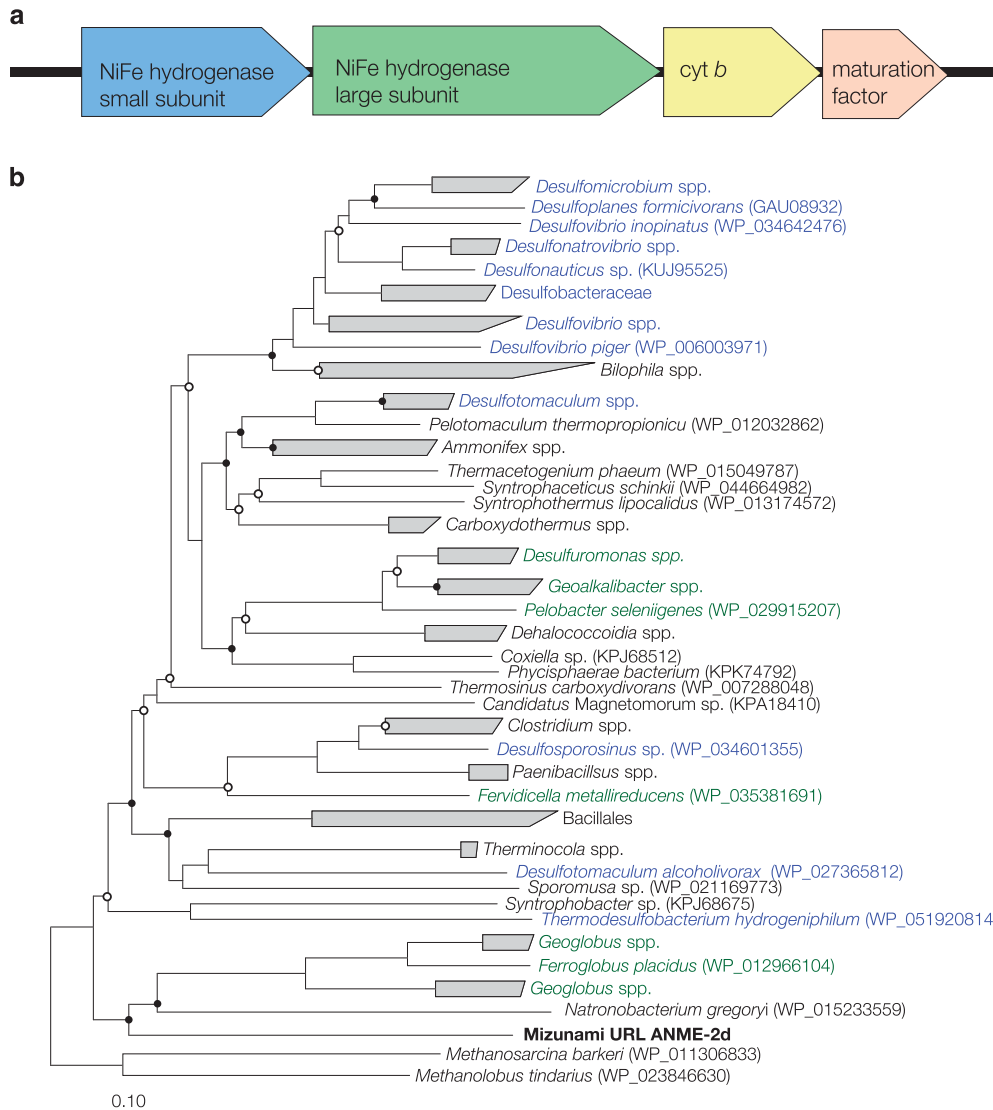 a
NiFe hydrogenase
small subunit
NiFe hydrogenase
large subunit
cyt b
maturation
factor
b
Desulfomicrobium spp.
Desulfoplanes formicivorans (GAU08932)
Desulfovibrio inopinatus (WP_034642476)
Desulfonatrovibrio spp.
Desulfonauticus sp. (KUJ95525)
Desulfobacteraceae
Desulfovibrio spp.
Desulfovibrio piger (WP_006003971)
Bilophila spp.
Desulfotomaculum spp.
Pelotomaculum thermopropionicu (WP_012032862)
Ammonifex spp.
Thermacetogenium phaeum (WP_015049787)
Syntrophaceticus schinkii (WP_044664982)
Syntrophothermus lipocalidus (WP_013174572)
Carboxydothermus spp.
Desulfuromonas spp.
Geoalkalibacter spp.
Pelobacter seleniigenes (WP_029915207)
Dehalococcoidia spp.
Coxiella sp. (KPJ68512)
Phycisphaerae bacterium (KPK74792)
Thermosinus carboxydivorans (WP_007288048)
Candidatus Magnetomorum sp. (KPA18410)
Clostridium spp.
Desulfosporosinus sp. (WP_034601355)
Paenibacillsus spp.
Fervidicella metallireducens (WP_035381691)
Bacillales
Therminocola spp.
Desulfotomaculum alcoholivorax (WP_027365812)
Sporomusa sp. (WP_021169773)
Syntrophobacter sp. (KPJ68675)
Thermodesulfobacterium hydrogeniphilum (WP_051920814
Geoglobus spp.
Ferroglobus placidus (WP_012966104)
Geoglobus spp.
Natronobacterium gregoryi (WP_015233559)
Mizunami URL ANME-2d
Methanosarcina barkeri (WP_011306833)
Methanolobus tindarius (WP_023846630)
0.10